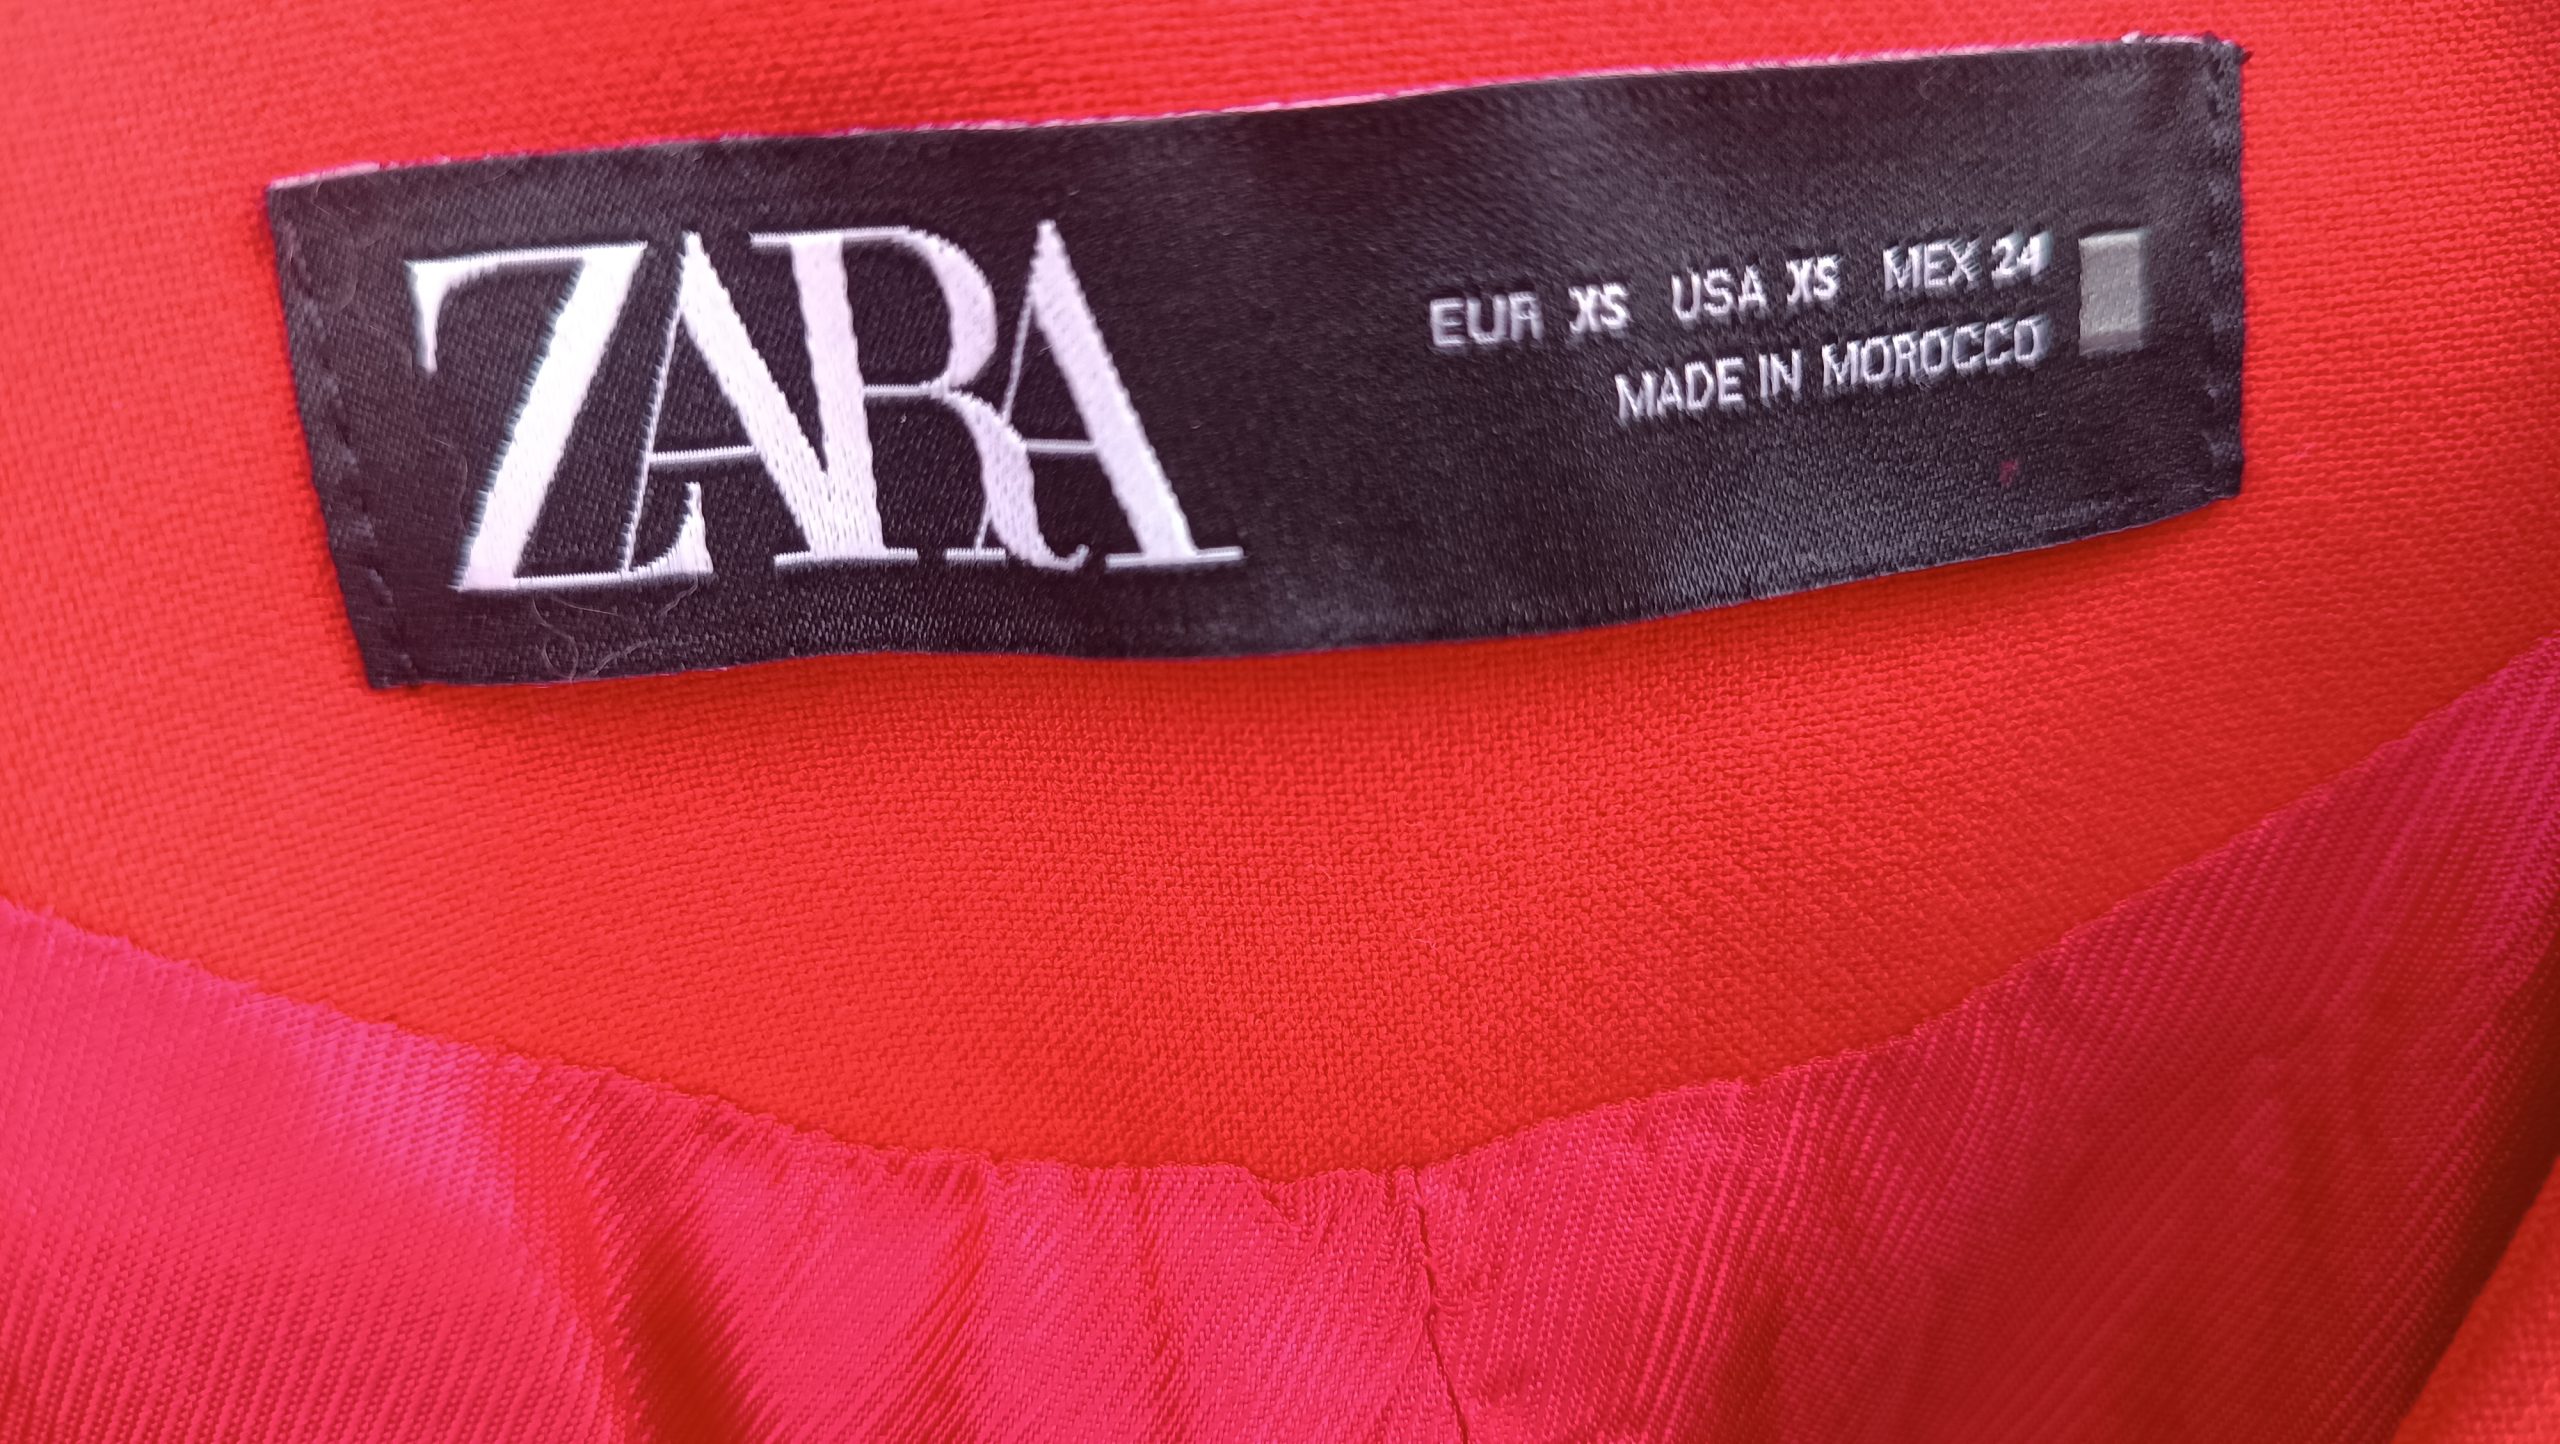 ZARA
EUR XS USA XS MEX 24
MADE IN MOROCCO